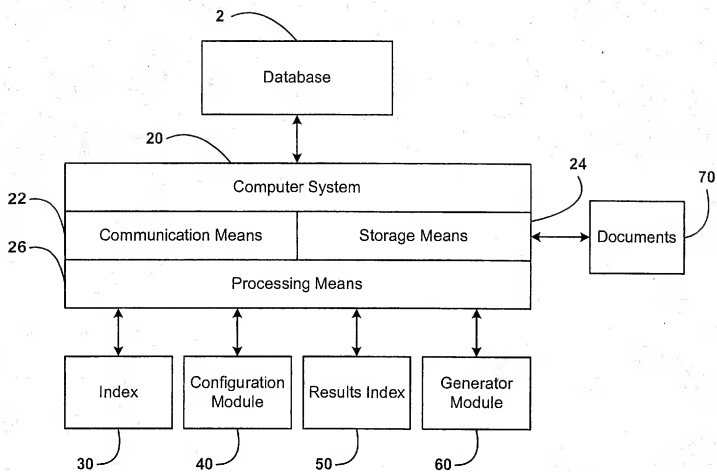 2
Database
20
Computer System
24
70
22
Communication Means
Storage Means
Documents
26
Processing Means
Index
Configuration
Module
Results Index
Generator
Module
30
40
50
60